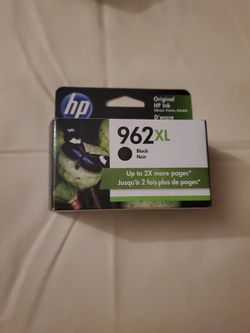 hp
Original
HP Ink
D'encre
962XL
Black
Noir
Up to 2X more pages*
Jusqu'à 2 fois plus de pages*